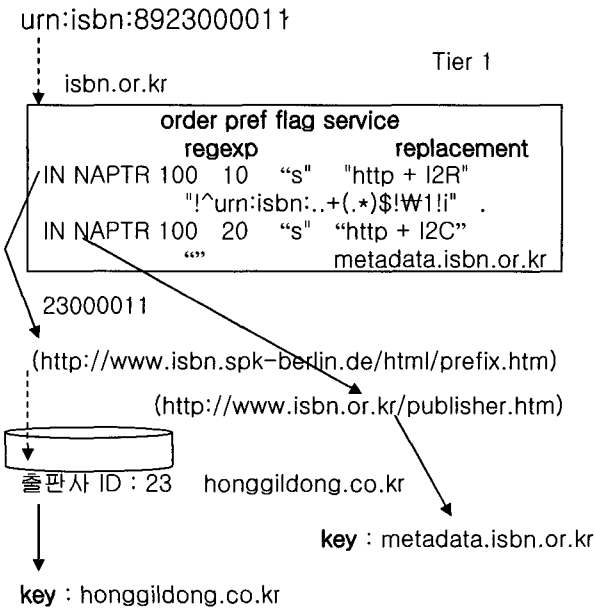 urn:isbn:8923000011
Tier 1
isbn.or.kr
order pref flag service
regexp replacement
IN NAPTR 100 10 “s" "http + I2R"
"!^urn:isbn:..+(.*)$!₩1!i" .
IN NAPTR 100 20 “s" “http + I2C”
“” metadata.isbn.or.kr
23000011
(http://www.isbn.spk-berlin.de/html/prefix.htm)
(http://www.isbn.or.kr/publisher.htm)
출판사 ID : 23 honggildong.co.kr
key : metadata.isbn.or.kr
key : honggildong.co.kr